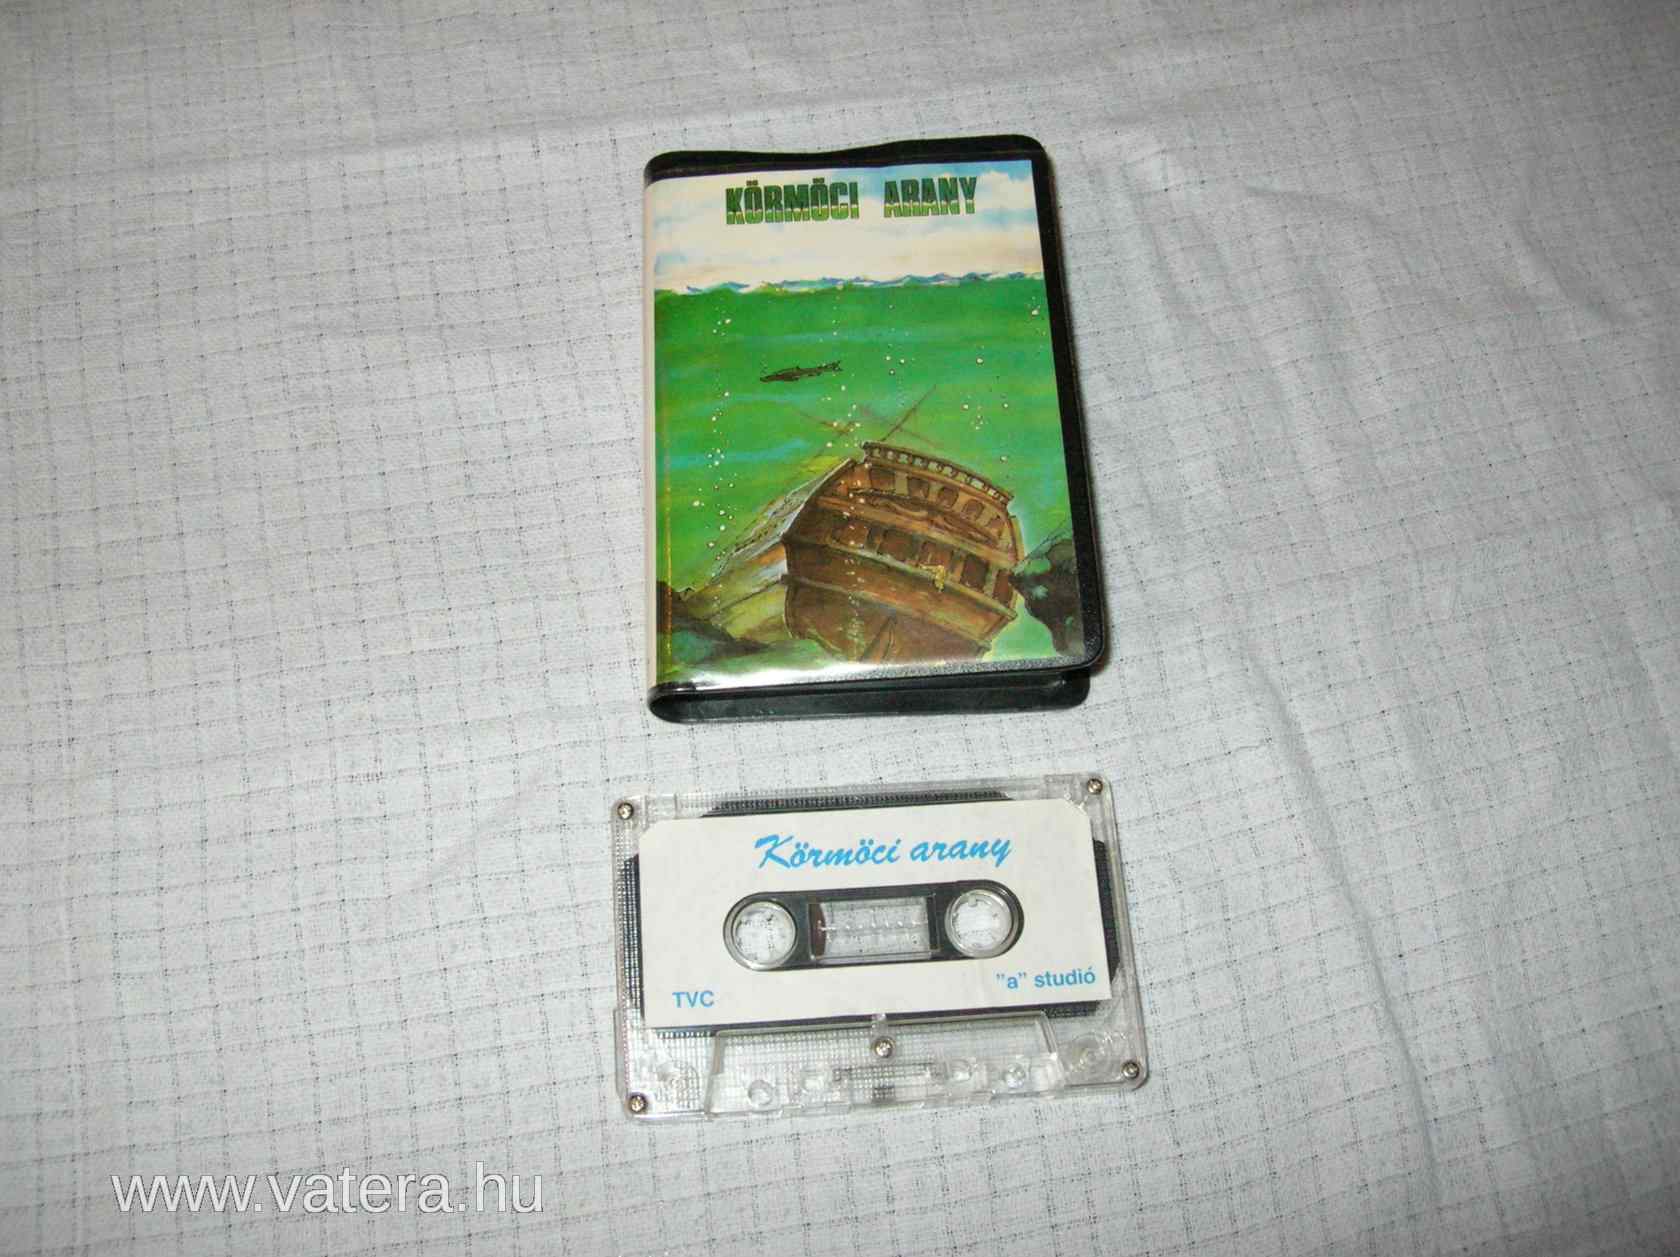 KÖRMÖCI ARANY
Körmöci arany
TVC
"a" studió
www.vatera.hu